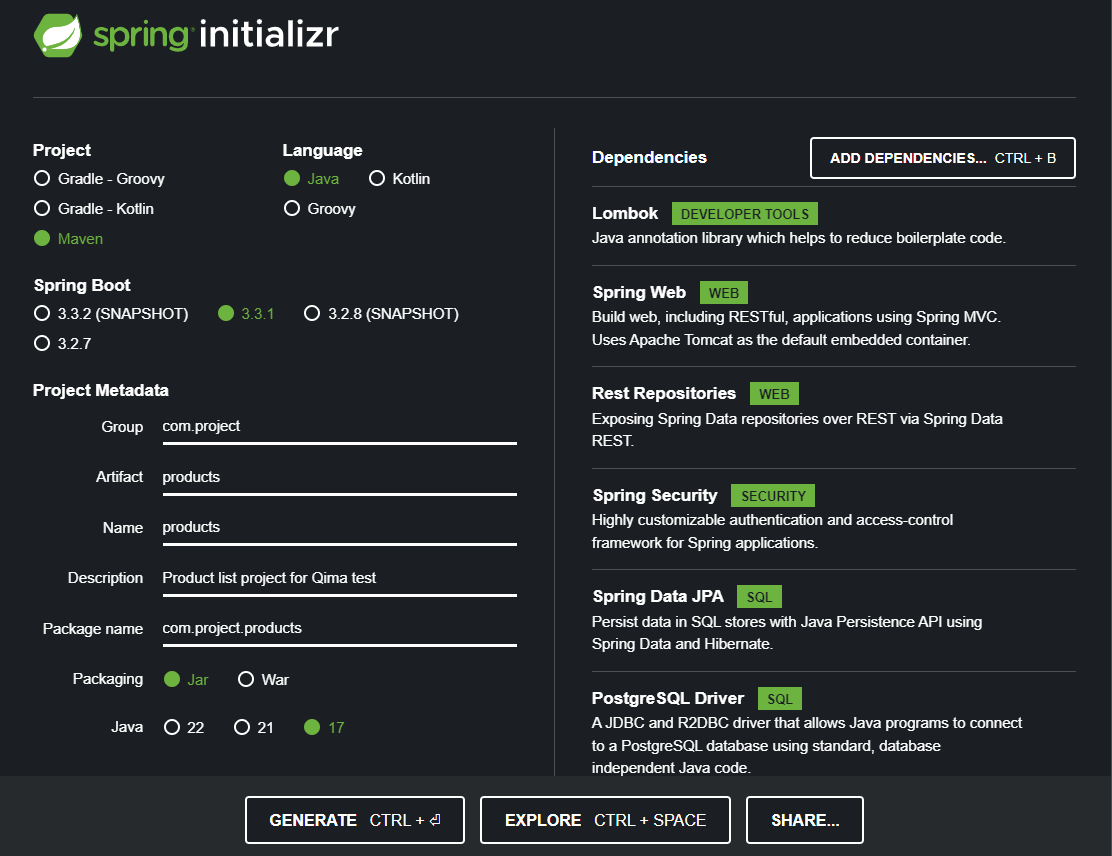 spring initializr
Project
Gradle - Groovy
Gradle - Kotlin
Maven
Language
Java Kotlin
Groovy
Spring Boot
3.3.2 (SNAPSHOT) 3.3.1 3.2.8 (SNAPSHOT)
3.2.7
Project Metadata
Group com.project
Artifact products
Name products
Description Product list project for Qima test
Package name com.project.products
Packaging Jar War
Java 22 21 17
Dependencies ADD DEPENDENCIES... CTRL + B
Lombok DEVELOPER TOOLS
Java annotation library which helps to reduce boilerplate code.
Spring Web WEB
Build web, including RESTful, applications using Spring MVC.
Uses Apache Tomcat as the default embedded container.
Rest Repositories WEB
Exposing Spring Data repositories over REST via Spring Data
REST.
Spring Security SECURITY
Highly customizable authentication and access-control
framework for Spring applications.
Spring Data JPA SQL
Persist data in SQL stores with Java Persistence API using
Spring Data and Hibernate.
PostgreSQL Driver SQL
A JDBC and R2DBC driver that allows Java programs to connect
to a PostgreSQL database using standard, database
independent Java code.
GENERATE CTRL + ⏎ EXPLORE CTRL + SPACE SHARE...